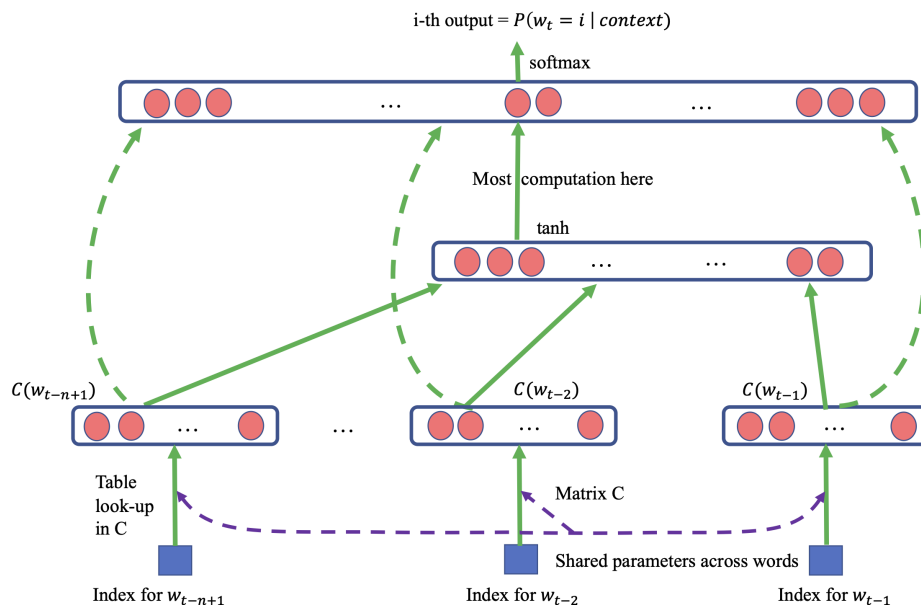 i-th output = P(w_{t} = i | context)
softmax
...
...
Most computation here
tanh
...
...
C(w_{t−n+1})
C(w_{t−2})
C(w_{t−1})
...
...
...
...
Table
look-up
in C
Matrix C
Shared parameters across words
Index for w_{t−n+1}
Index for w_{t−2}
Index for w_{t−1}